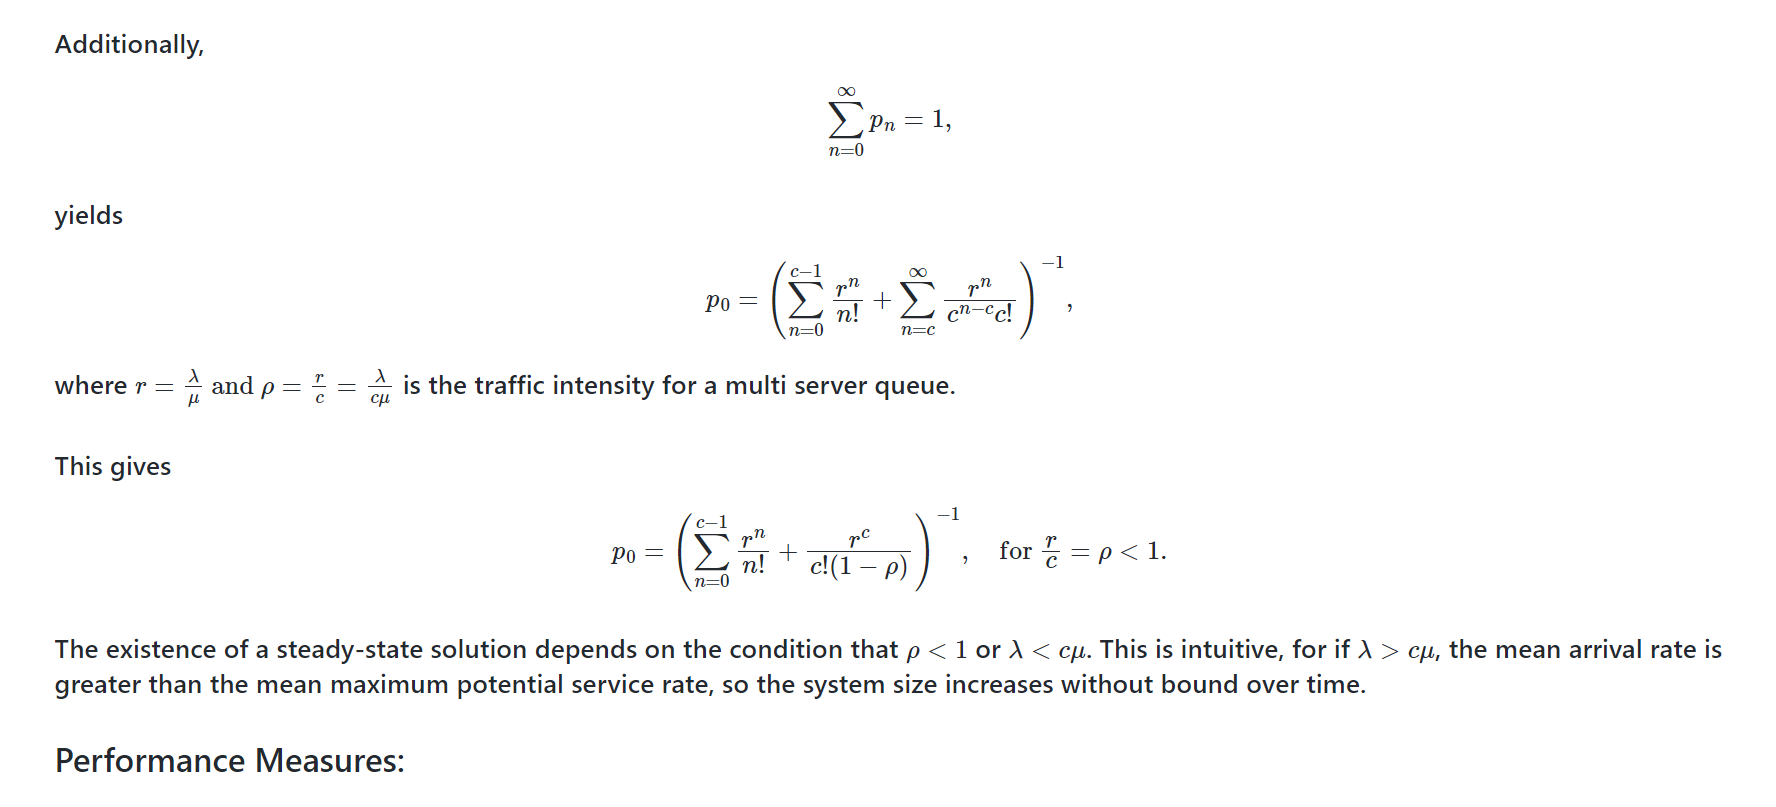 Additionally,
$$\sum_{n=0}^{\infty} p_n = 1,$$
yields
$$p_0 = \left( \sum_{n=0}^{c-1} \frac{r^n}{n!} + \sum_{n=c}^{\infty} \frac{r^n}{c^{n-c} c!} \right)^{-1},$$
where $r = \frac{\lambda}{\mu}$ and $\rho = \frac{r}{c} = \frac{\lambda}{c\mu}$ is the traffic intensity for a multi server queue.
This gives
$$p_0 = \left( \sum_{n=0}^{c-1} \frac{r^n}{n!} + \frac{r^c}{c!(1-\rho)} \right)^{-1}, \quad \text{for } \frac{r}{c} = \rho < 1.$$
The existence of a steady-state solution depends on the condition that $\rho < 1$ or $\lambda < c\mu$. This is intuitive, for if $\lambda > c\mu$, the mean arrival rate is
greater than the mean maximum potential service rate, so the system size increases without bound over time.
Performance Measures: